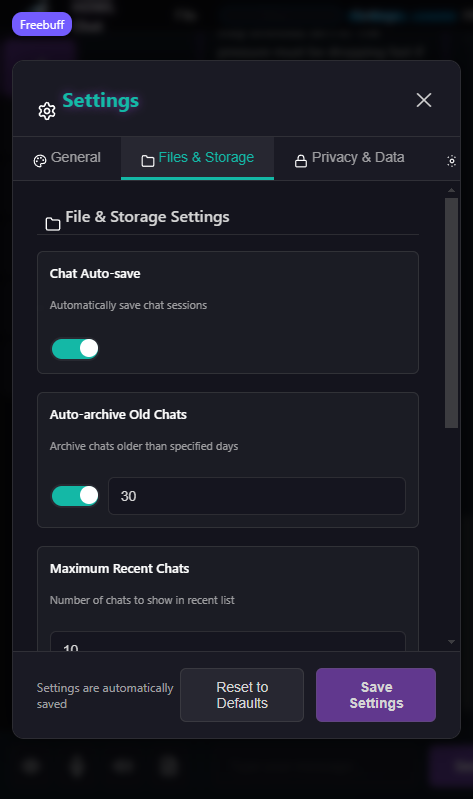 Freebuff
Settings
General
Files & Storage
Privacy & Data
File & Storage Settings
Chat Auto-save
Automatically save chat sessions
Auto-archive Old Chats
Archive chats older than specified days
30
Maximum Recent Chats
Number of chats to show in recent list
10
Settings are automatically
saved
Reset to
Defaults
Save
Settings